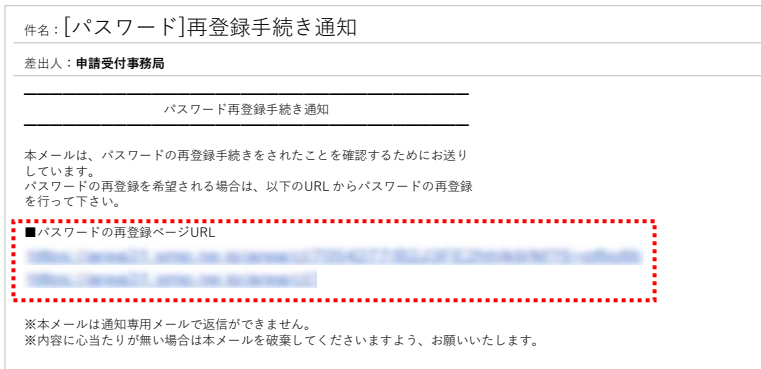 件名：[パスワード]再登録手続き通知
差出人：申請受付事務局
パスワード再登録手続き通知
本メールは、パスワードの再登録手続きをされたことを確認するためにお送り
しています。
パスワードの再登録を希望される場合は、以下のURL からパスワードの再登録
を行って下さい。
■パスワードの再登録ページURL
※本メールは通知専用メールで返信ができません。
※内容に心当たりが無い場合は本メールを破棄してくださいますよう、お願いいたします。